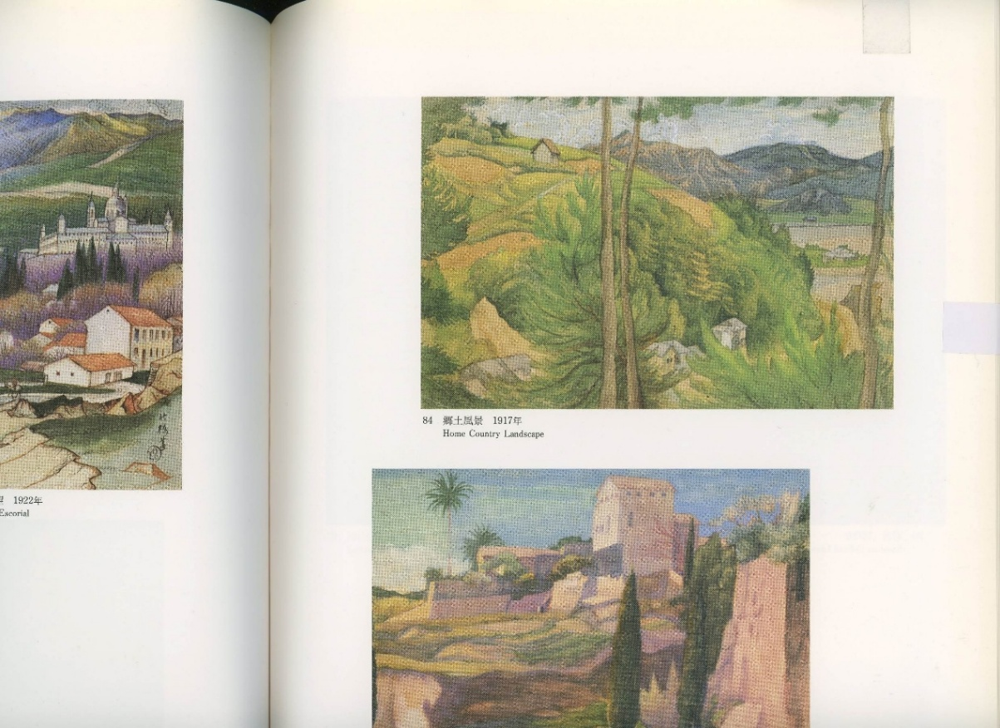 1922年
Escorial
84 郷土風景 1917年
Home Country Landscape